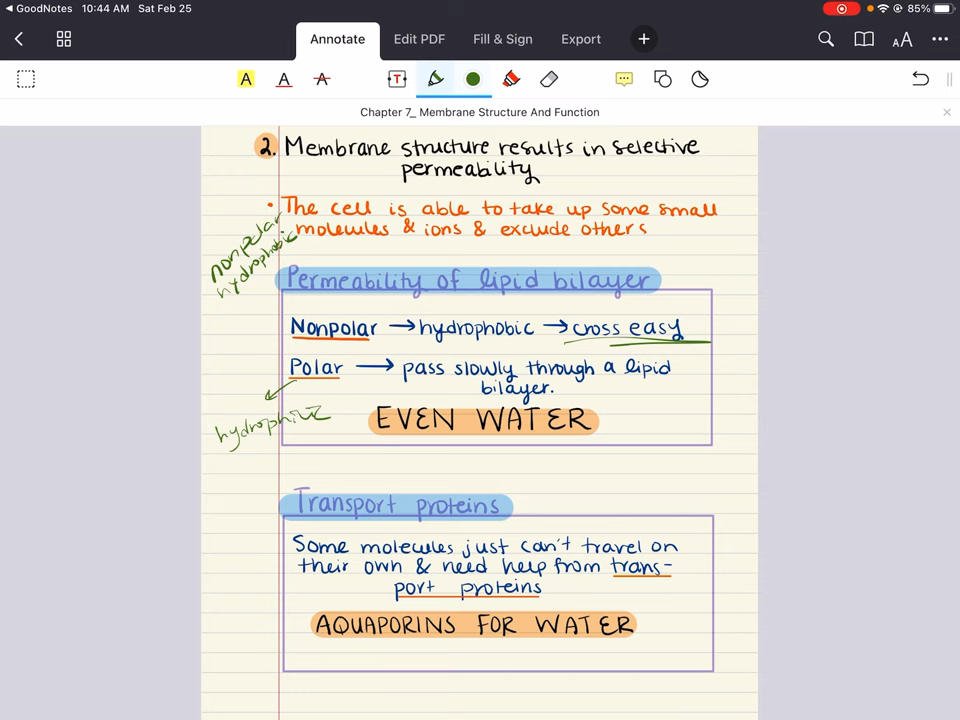 GoodNotes 10:44 AM Sat Feb 25 85%
Annotate Edit PDF Fill & Sign Export
A A A T
Chapter 7_ Membrane Structure And Function
2. Membrane structure results in selective
permeability
• The cell is able to take up some small
molecules & ions & exclude others
nonpolar
hydrophobic
Permeability of lipid bilayer
Nonpolar → hydrophobic → cross easy
Polar → pass slowly through a lipid
bilayer.
hydrophilic
EVEN WATER
Transport proteins
Some molecules just can't travel on
their own & need help from trans-
port proteins
AQUAPORINS FOR WATER